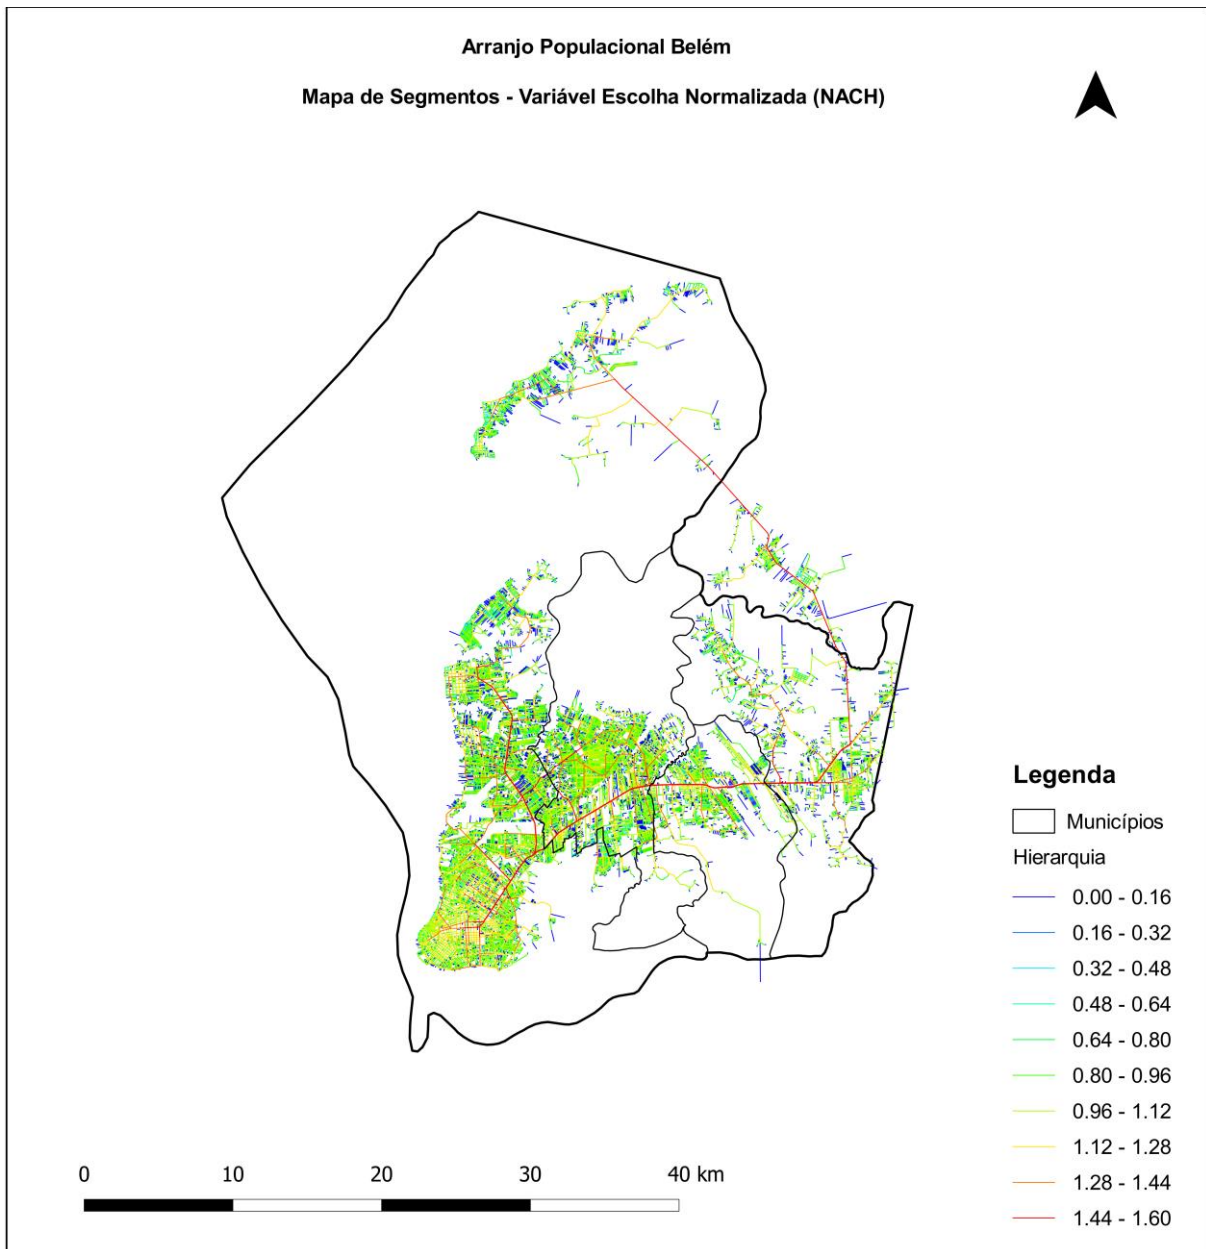 Arranjo Populacional Belém
Mapa de Segmentos - Variável Escolha Normalizada (NACH)
Legenda
Municípios
Hierarquia
0.00 - 0.16
0.16 - 0.32
0.32 - 0.48
0.48 - 0.64
0.64 - 0.80
0.80 - 0.96
0.96 - 1.12
1.12 - 1.28
1.28 - 1.44
1.44 - 1.60
0 10 20 30 40 km